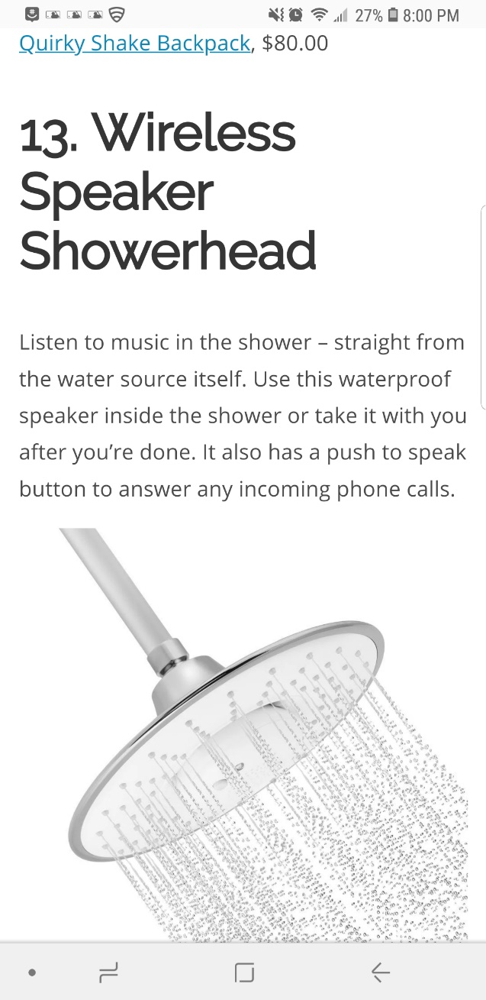 27% 8:00 PM
Quirky Shake Backpack, $80.00
13. Wireless
Speaker
Showerhead
Listen to music in the shower – straight from
the water source itself. Use this waterproof
speaker inside the shower or take it with you
after you’re done. It also has a push to speak
button to answer any incoming phone calls.